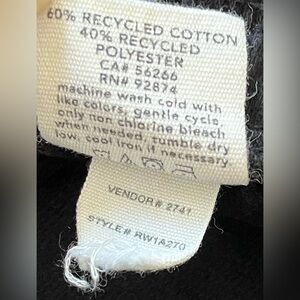 60% RECYCLED COTTON
40% RECYCLED
POLYESTER
CA# 56266
RN# 92874
machine wash cold with
like colors, gentle cycle,
only non chlorine bleach
when needed, tumble dry
low, cool iron if necessary.
VENDOR# 2741
STYLE# RW1A270